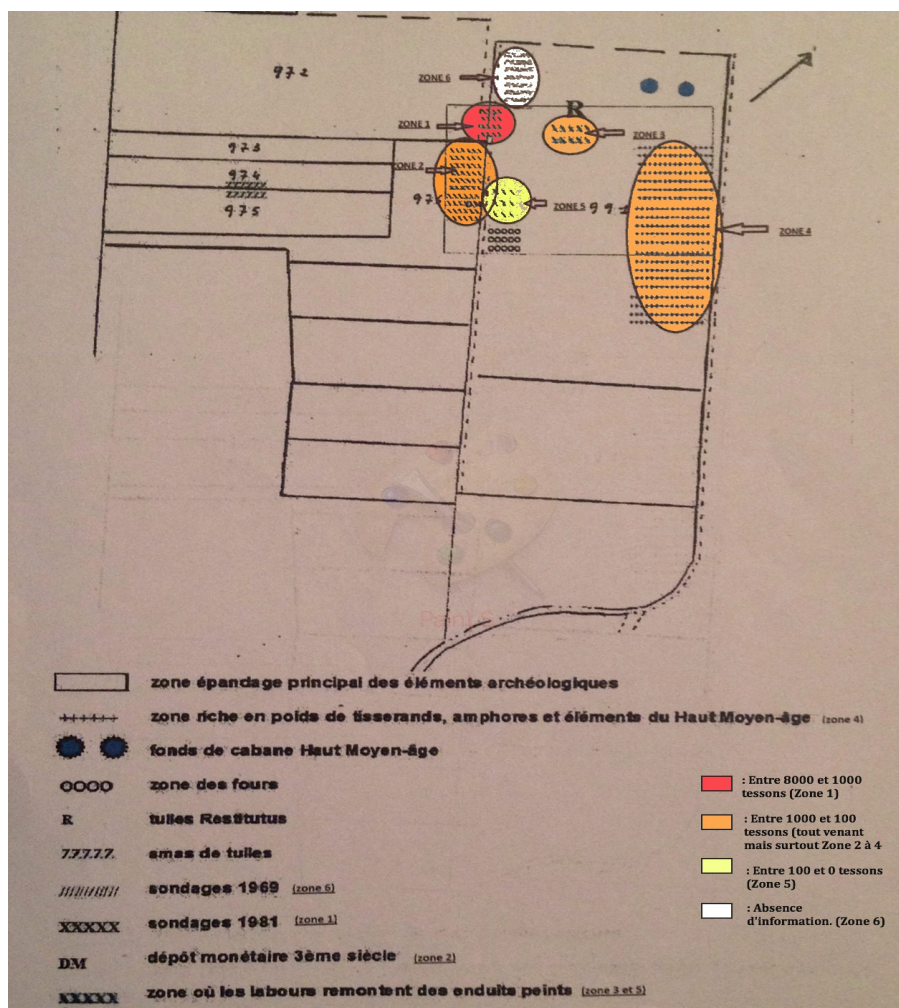 972
ZONE 6
R
ZONE 1
ZONE 3
973
ZONE 2
974
975
ZONE 5
ZONE 4
zone épandage principal des éléments archéologiques
zone riche en poids de tisserands, amphores et éléments du Haut Moyen-âge (zone 4)
fonds de cabane Haut Moyen-âge
zone des fours
R tuiles Restitutus
amas de tuiles
sondages 1969 (zone 6)
XXXXX sondages 1981 (zone 1)
DM dépôt monétaire 3ème siècle (zone 2)
XXXXX zone où les labours remontent des enduits peints (zone 3 et 5)
: Entre 8000 et 1000
tessons (Zone 1)
: Entre 1000 et 100
tessons (tout venant
mais surtout Zone 2 à 4
: Entre 100 et 0 tessons
(Zone 5)
: Absence
d'information. (Zone 6)